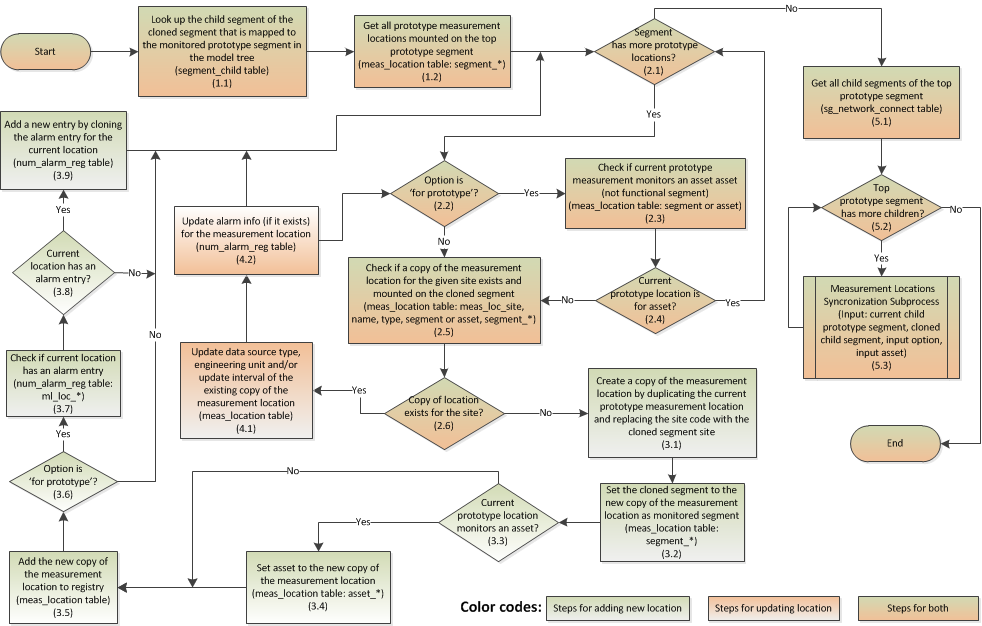 Start
Look up the child segment of the
cloned segment that is mapped to
the monitored prototype segment in
the model tree
(segment_child table)
(1.1)
Get all prototype measurement
locations mounted on the top
prototype segment
(meas_location table: segment_*)
(1.2)
Segment
has more prototype
locations?
(2.1)
No
Yes
Get all child segments of the top
prototype segment
(sg_network_connect table)
(5.1)
Top
prototype segment
has more children?
(5.2)
No
Yes
Measurement Locations
Syncronization Subprocess
(Input: current child
prototype segment, cloned
child segment, input option,
input asset)
(5.3)
End
Add a new entry by cloning
the alarm entry for the
current location
(num_alarm_reg table)
(3.9)
Yes
Current
location has an
alarm entry?
(3.8)
No
Check if current location
has an alarm entry
(num_alarm_reg table:
ml_loc_*)
(3.7)
Yes
Option is
‘for prototype’?
(3.6)
No
Add the new copy of
the measurement
location to registry
(meas_location table)
(3.5)
Update alarm info (if it exists)
for the measurement location
(num_alarm_reg table)
(4.2)
Update data source type,
engineering unit and/or
update interval of the
existing copy of the
measurement location
(meas_location table)
(4.1)
Option is
‘for prototype’?
(2.2)
Yes
No
Check if current prototype
measurement monitors an asset asset
(not functional segment)
(meas_location table: segment or asset)
(2.3)
Current
prototype location is
for asset?
(2.4)
Yes
No
Check if a copy of the measurement
location for the given site exists and
mounted on the cloned segment
(meas_location table: meas_loc_site,
name, type, segment or asset, segment_*)
(2.5)
Copy of location
exists for the site?
(2.6)
Yes
No
Create a copy of the measurement
location by duplicating the current
prototype measurement location
and replacing the site code with the
cloned segment site
(3.1)
Set the cloned segment to the
new copy of the measurement
location as monitored segment
(meas_location table:
segment_*)
(3.2)
Current
prototype location
monitors an asset?
(3.3)
No
Yes
Set asset to the new copy of
the measurement location
(meas_location table: asset_*)
(3.4)
Color codes:
Steps for adding new location
Steps for updating location
Steps for both